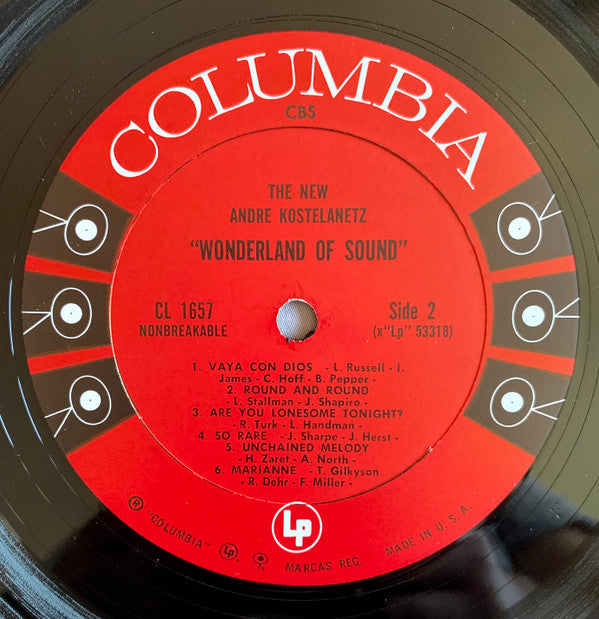 COLUMBIA
CBS
THE NEW
ANDRE KOSTELANETZ
"WONDERLAND OF SOUND"
CL 1657
NONBREAKABLE
Side 2
(x"Lp" 53318)
1. VAYA CON DIOS - L. Russell - I.
James - C. Hoff - B. Pepper -
2. ROUND AND ROUND
- L. Stallman - J. Shapiro -
3. ARE YOU LONESOME TONIGHT?
- R. Turk - L. Handman -
4. SO RARE - J. Sharpe - J. Herst -
5. UNCHAINED MELODY
- H. Zaret - A. North -
6. MARIANNE - T. Gilkyson
- R. Dehr - F. Miller -
Lp
® "COLUMBIA" Lp MARCAS REG. MADE IN U.S.A.